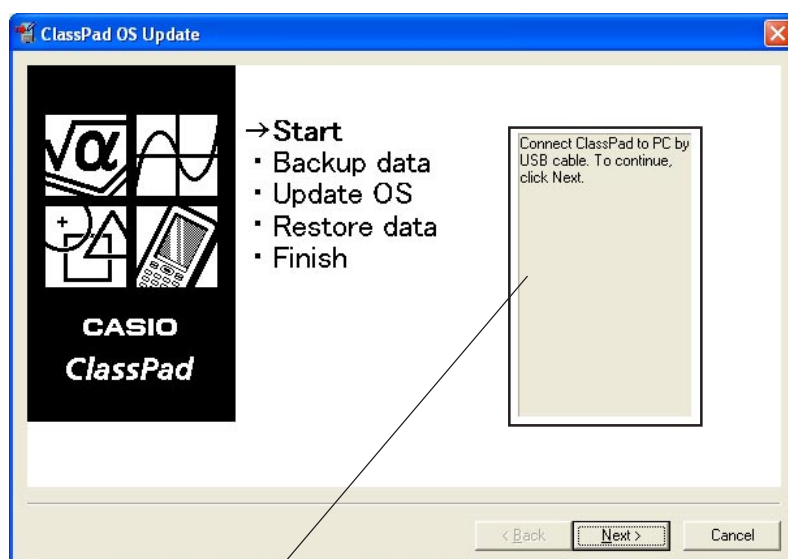 ClassPad OS Update
√α
+
CASIO
ClassPad
→Start
・Backup data
・Update OS
・Restore data
・Finish
Connect ClassPad to PC by
USB cable. To continue,
click Next.
< Back
Next >
Cancel